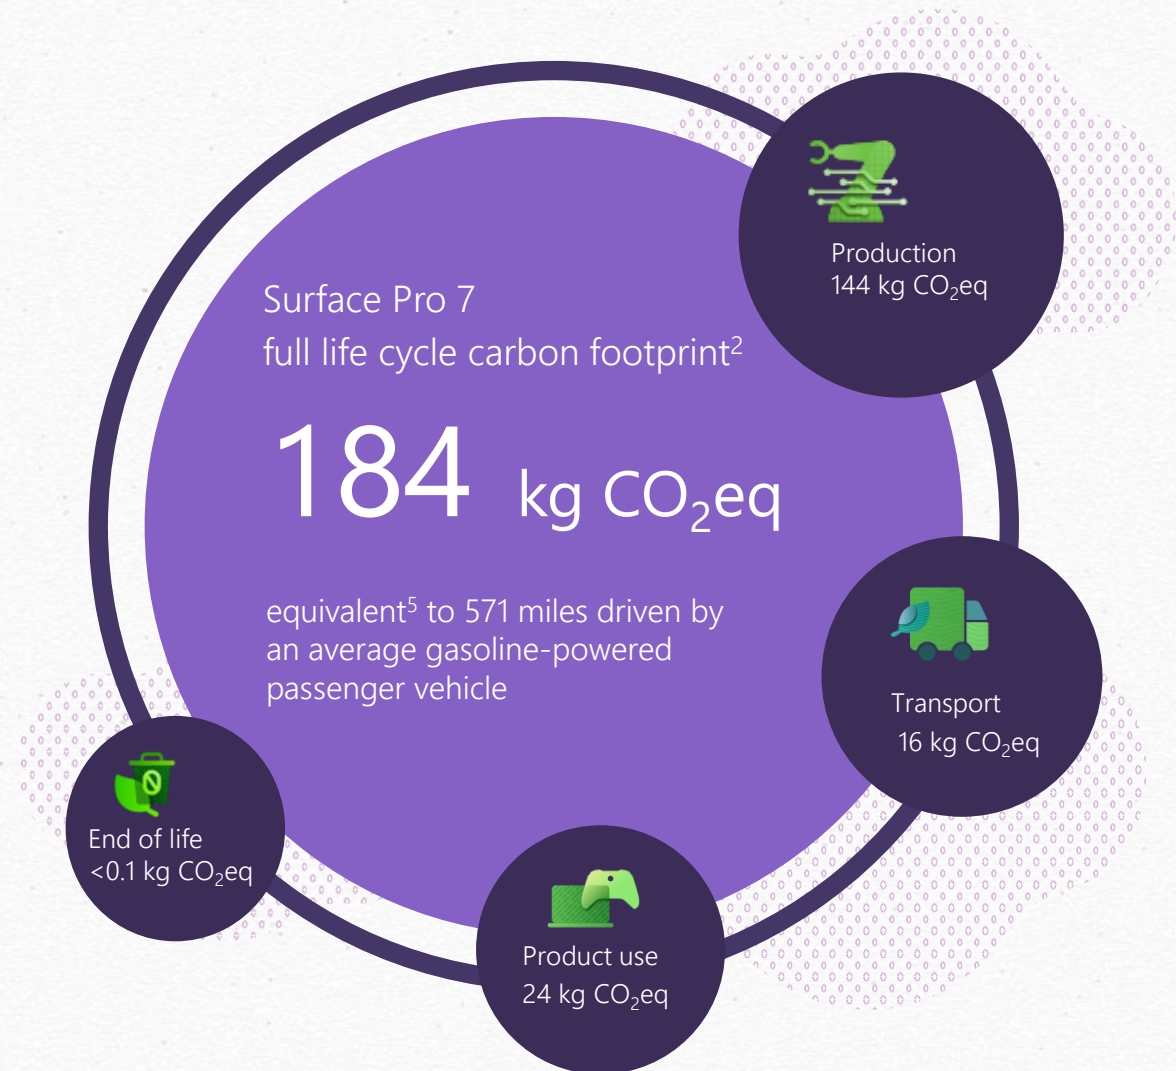 Production
144 kg CO₂eq
Surface Pro 7
full life cycle carbon footprint²
184 kg CO₂eq
equivalent⁵ to 571 miles driven by
an average gasoline-powered
passenger vehicle
Transport
16 kg CO₂eq
End of life
<0.1 kg CO₂eq
Product use
24 kg CO₂eq